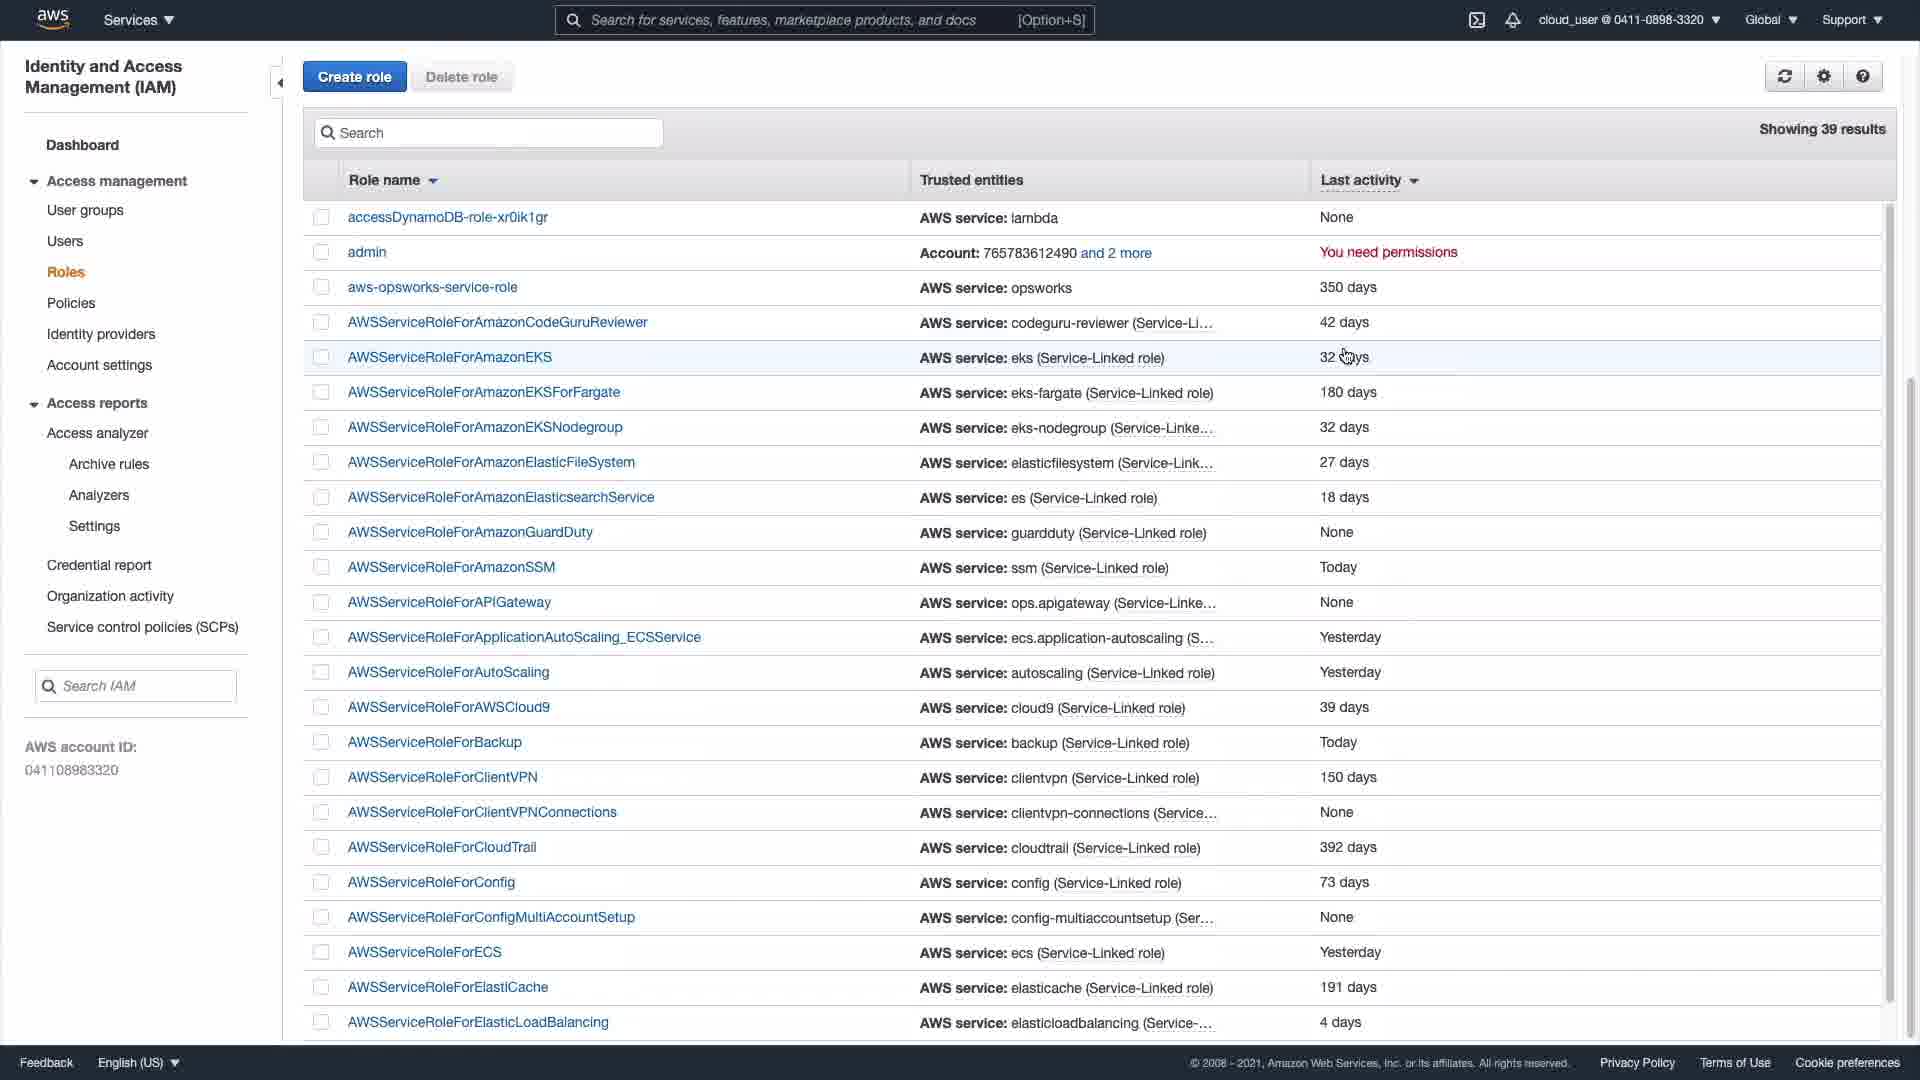 aws
Services
Search for services, features, marketplace products, and docs [Option+S]
cloud_user @ 0411-0898-3320
Global
Support
Identity and Access
Management (IAM)
Dashboard
Access management
User groups
Users
Roles
Policies
Identity providers
Account settings
Access reports
Access analyzer
Archive rules
Analyzers
Settings
Credential report
Organization activity
Service control policies (SCPs)
Search IAM
AWS account ID:
041108983320
Create role
Delete role
Search
Showing 39 results
Role name Trusted entities Last activity
accessDynamoDB-role-xr0ik1gr AWS service: lambda None
admin Account: 765783612490 and 2 more You need permissions
aws-opsworks-service-role AWS service: opsworks 350 days
AWSServiceRoleForAmazonCodeGuruReviewer AWS service: codeguru-reviewer (Service-Li... 42 days
AWSServiceRoleForAmazonEKS AWS service: eks (Service-Linked role) 32 days
AWSServiceRoleForAmazonEKSForFargate AWS service: eks-fargate (Service-Linked role) 180 days
AWSServiceRoleForAmazonEKSNodegroup AWS service: eks-nodegroup (Service-Linke... 32 days
AWSServiceRoleForAmazonElasticFileSystem AWS service: elasticfilesystem (Service-Link... 27 days
AWSServiceRoleForAmazonElasticsearchService AWS service: es (Service-Linked role) 18 days
AWSServiceRoleForAmazonGuardDuty AWS service: guardduty (Service-Linked role) None
AWSServiceRoleForAmazonSSM AWS service: ssm (Service-Linked role) Today
AWSServiceRoleForAPIGateway AWS service: ops.apigateway (Service-Linke... None
AWSServiceRoleForApplicationAutoScaling_ECSService AWS service: ecs.application-autoscaling (S... Yesterday
AWSServiceRoleForAutoScaling AWS service: autoscaling (Service-Linked role) Yesterday
AWSServiceRoleForAWSCloud9 AWS service: cloud9 (Service-Linked role) 39 days
AWSServiceRoleForBackup AWS service: backup (Service-Linked role) Today
AWSServiceRoleForClientVPN AWS service: clientvpn (Service-Linked role) 150 days
AWSServiceRoleForClientVPNConnections AWS service: clientvpn-connections (Service... None
AWSServiceRoleForCloudTrail AWS service: cloudtrail (Service-Linked role) 392 days
AWSServiceRoleForConfig AWS service: config (Service-Linked role) 73 days
AWSServiceRoleForConfigMultiAccountSetup AWS service: config-multiaccountsetup (Ser... None
AWSServiceRoleForECS AWS service: ecs (Service-Linked role) Yesterday
AWSServiceRoleForElastiCache AWS service: elasticache (Service-Linked role) 191 days
AWSServiceRoleForElasticLoadBalancing AWS service: elasticloadbalancing (Service-... 4 days
Feedback English (US)
© 2008 - 2021, Amazon Web Services, Inc. or its affiliates. All rights reserved. Privacy Policy Terms of Use Cookie preferences